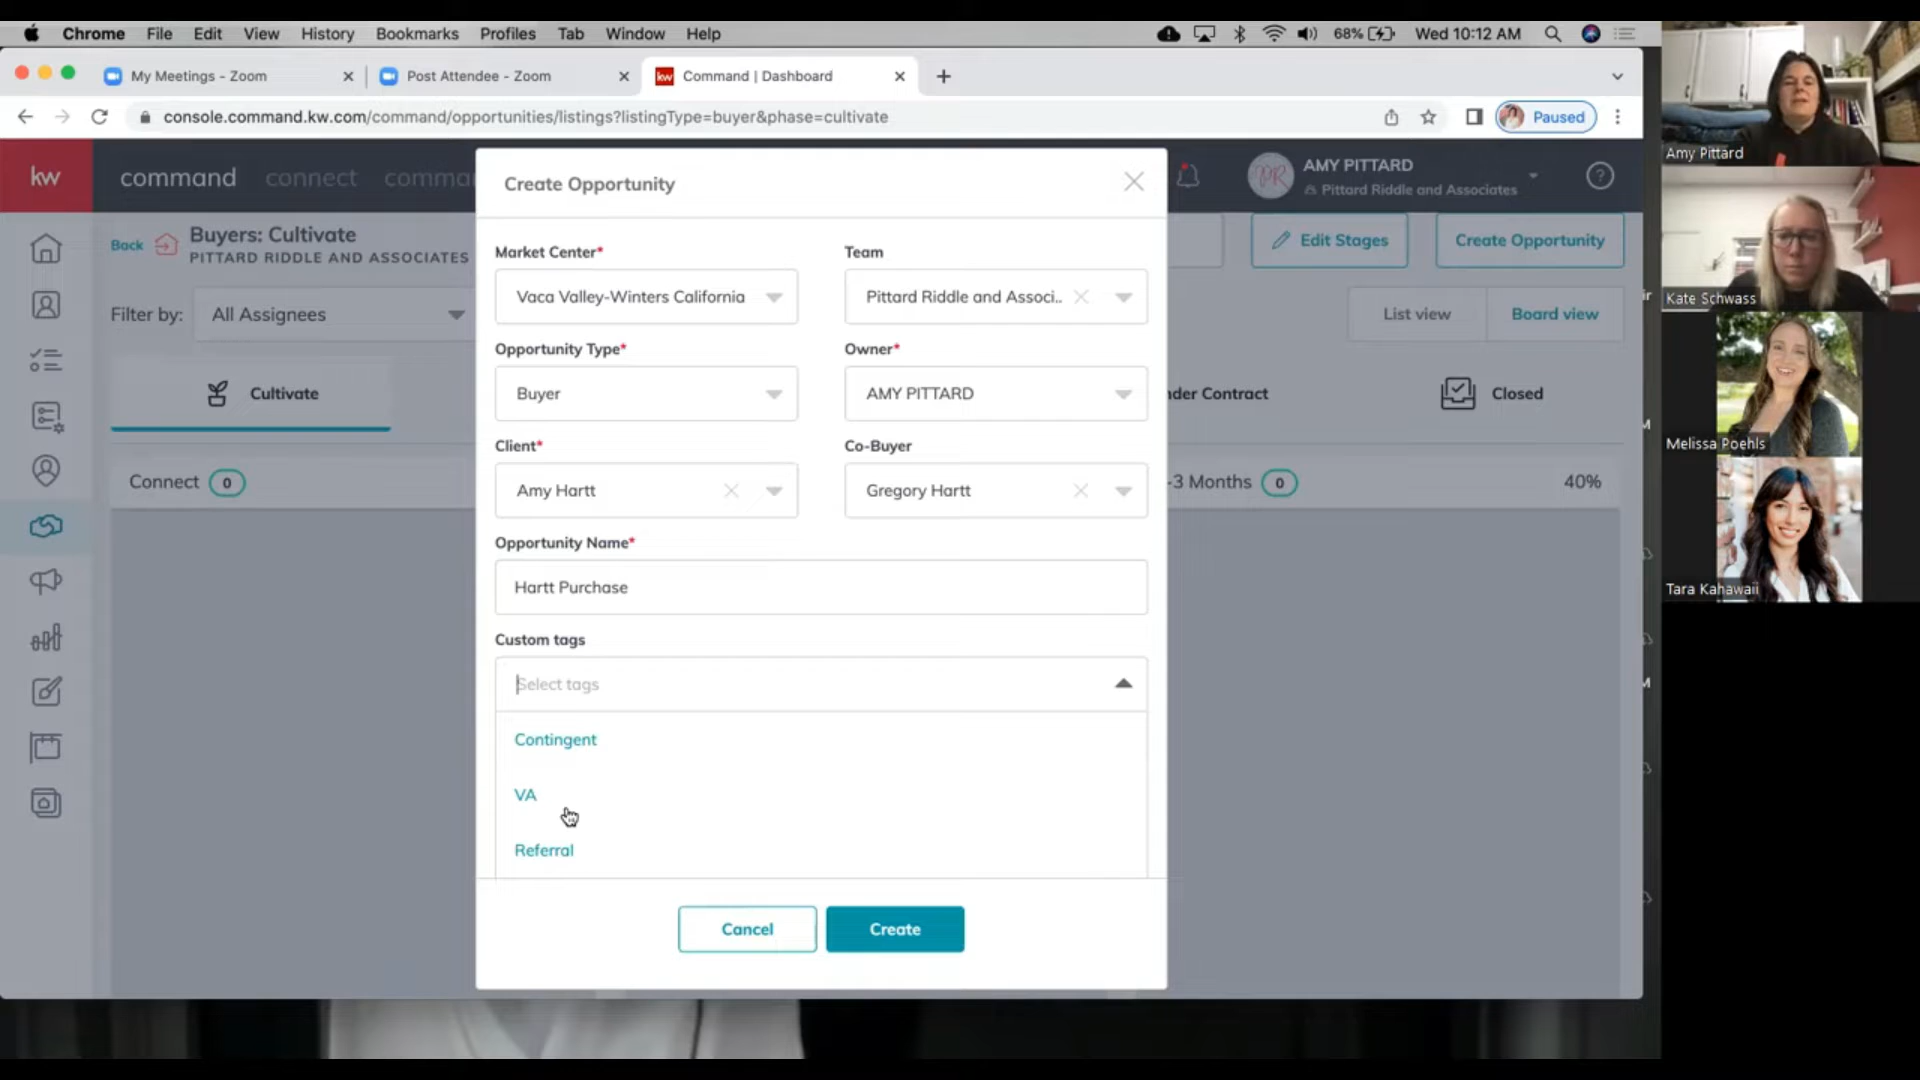 Chrome File Edit View History Bookmarks Profiles Tab Window Help 68% Wed 10:12 AM
My Meetings - Zoom Post Attendee - Zoom kw Command | Dashboard
console.command.kw.com/command/opportunities/listings?listingType=buyer&phase=cultivate Paused
kw command connect comma PR AMY PITTARD
Pittard Riddle and Associates
Back Buyers: Cultivate
PITTARD RIDDLE AND ASSOCIATES
Edit Stages Create Opportunity
Filter by: All Assignees List view Board view
Cultivate nder Contract Closed
Connect 0 -3 Months 0 40%
Create Opportunity
Market Center* Team
Vaca Valley-Winters California Pittard Riddle and Associ..
Opportunity Type* Owner*
Buyer AMY PITTARD
Client* Co-Buyer
Amy Hartt Gregory Hartt
Opportunity Name*
Hartt Purchase
Custom tags
Select tags
Contingent
VA
Referral
Cancel Create
Amy Pittard
Kate Schwass
Melissa Poehls
Tara Kahawaii